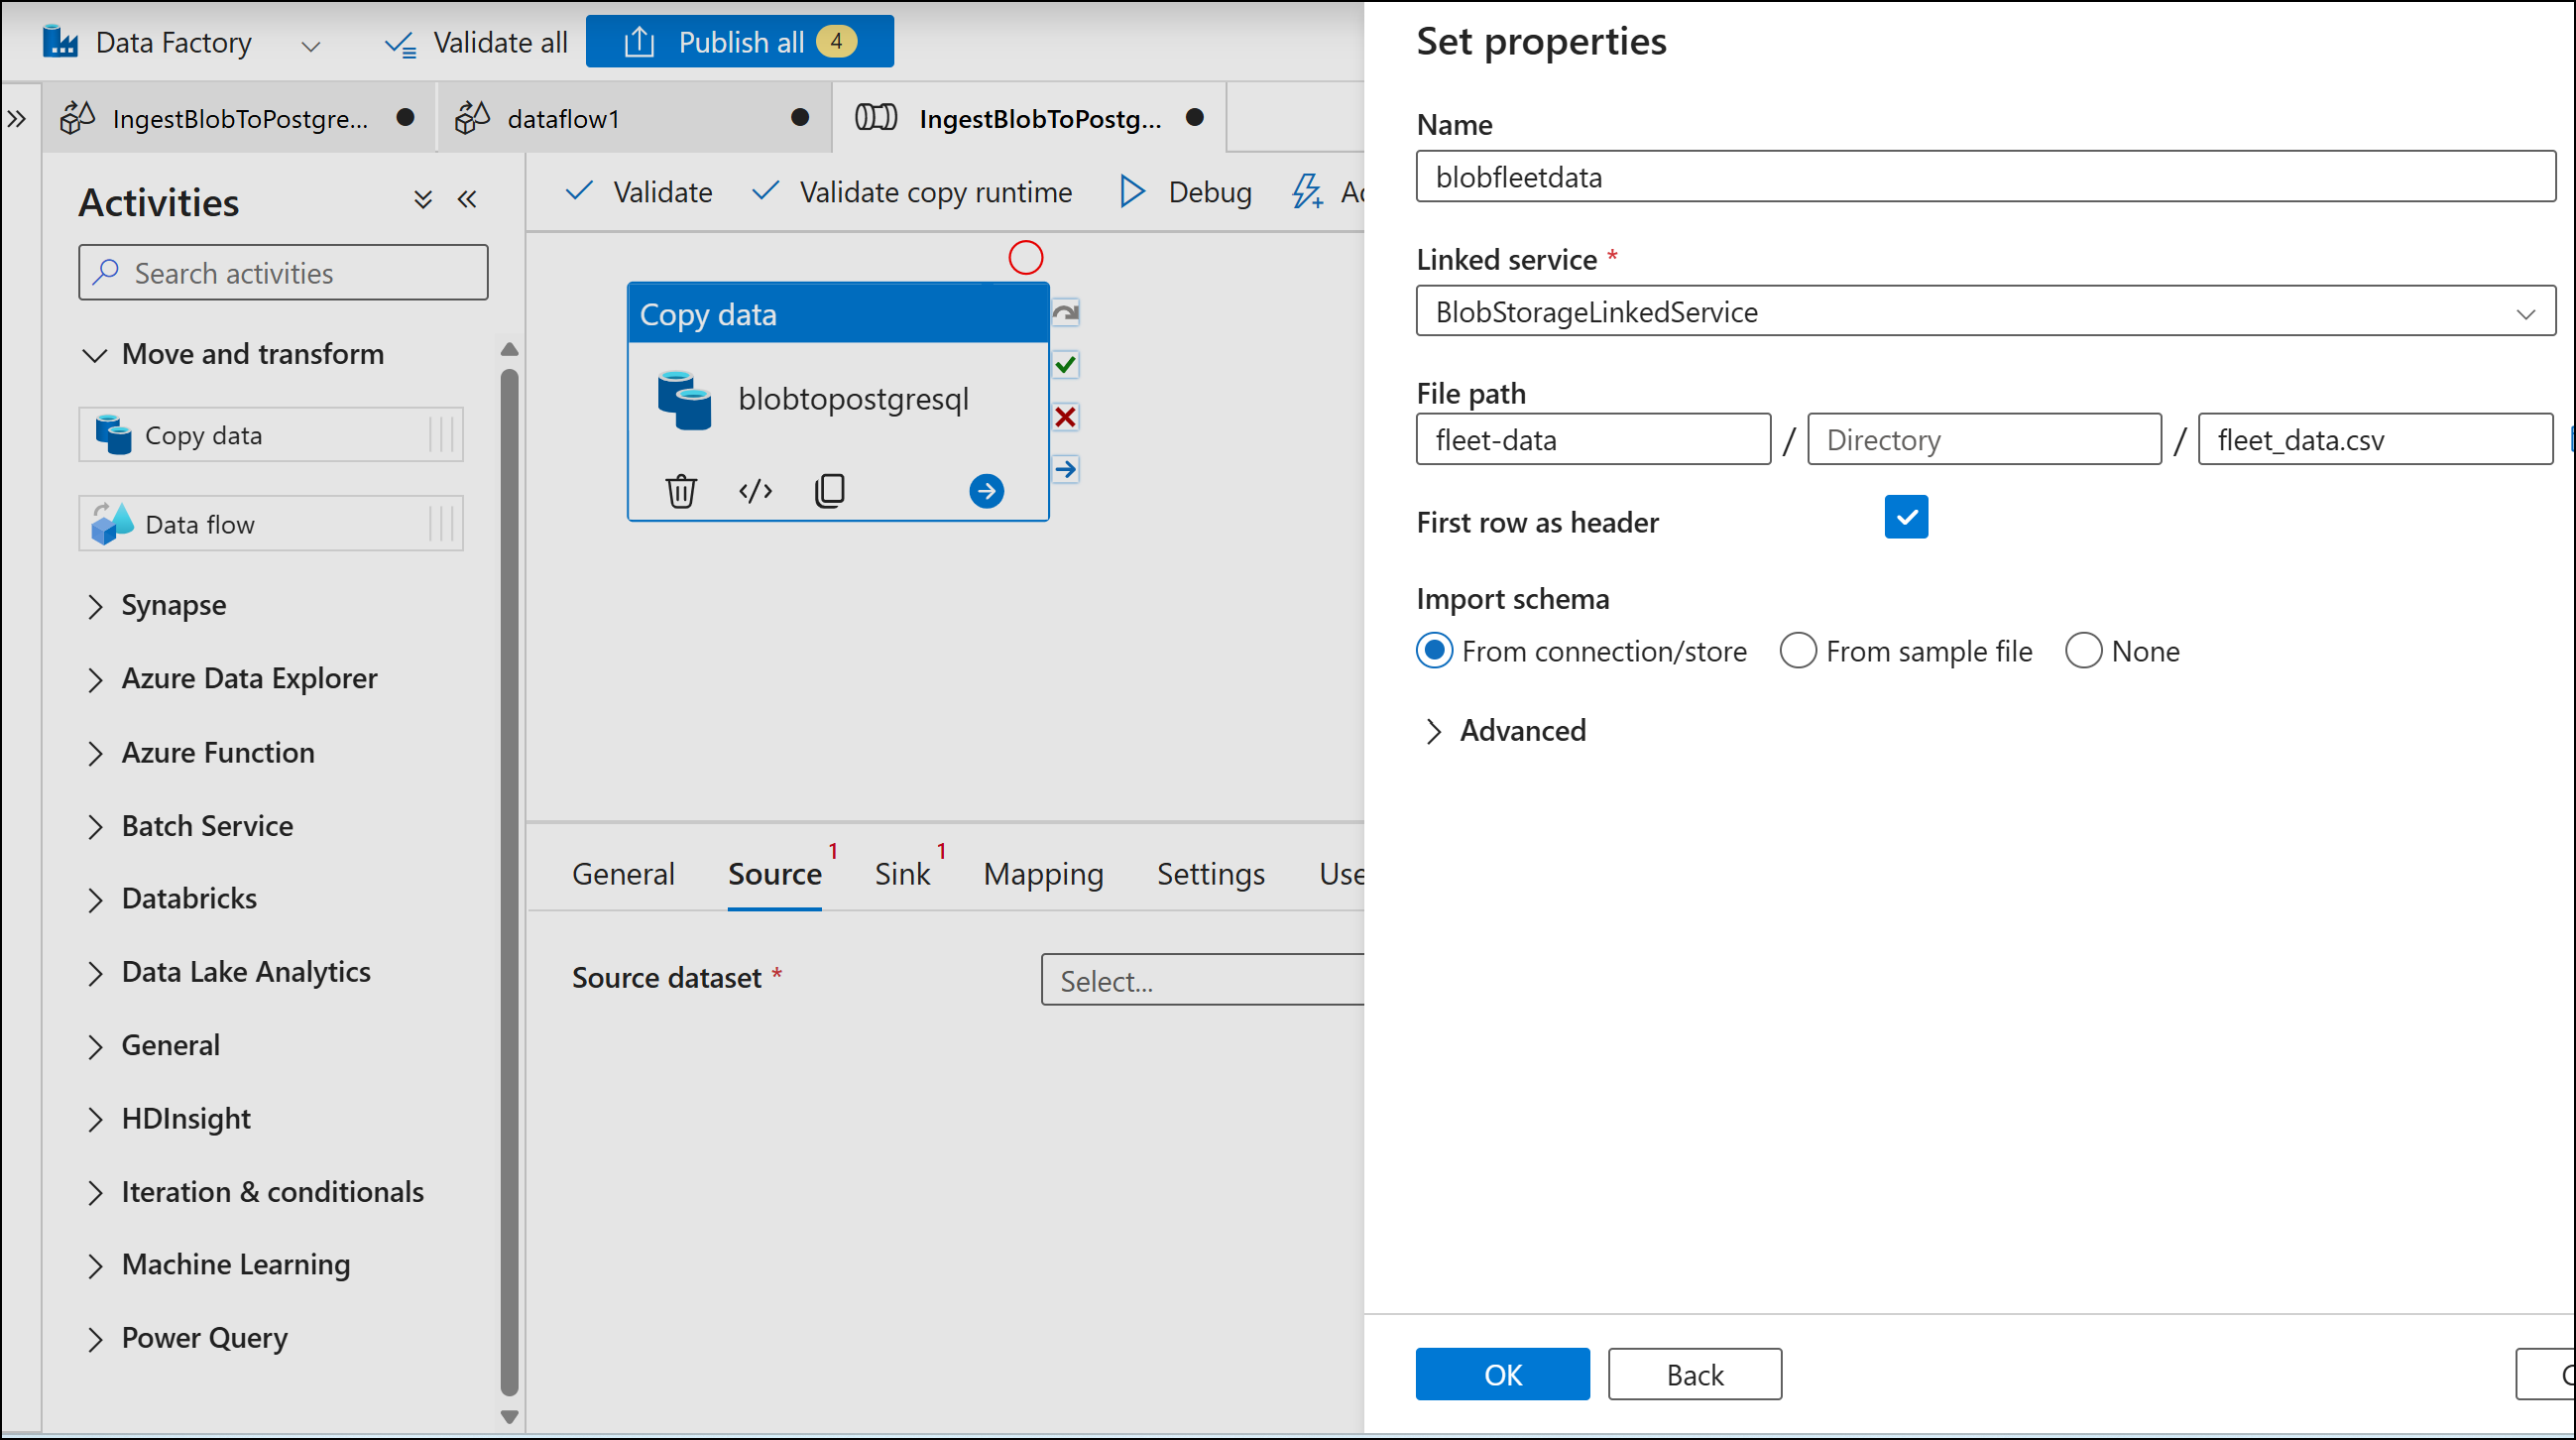 Data Factory
Validate all
Publish all 4
IngestBlobToPostgre...
dataflow1
IngestBlobToPostg...
Activities
Search activities
Move and transform
Copy data
Data flow
Synapse
Azure Data Explorer
Azure Function
Batch Service
Databricks
Data Lake Analytics
General
HDInsight
Iteration & conditionals
Machine Learning
Power Query
Validate
Validate copy runtime
Debug
Copy data
blobtopostgresql
General
Source 1
Sink 1
Mapping
Settings
Use
Source dataset *
Select...
Set properties
Name
blobfleetdata
Linked service *
BlobStorageLinkedService
File path
fleet-data / Directory / fleet_data.csv
First row as header
Import schema
From connection/store
From sample file
None
Advanced
OK
Back